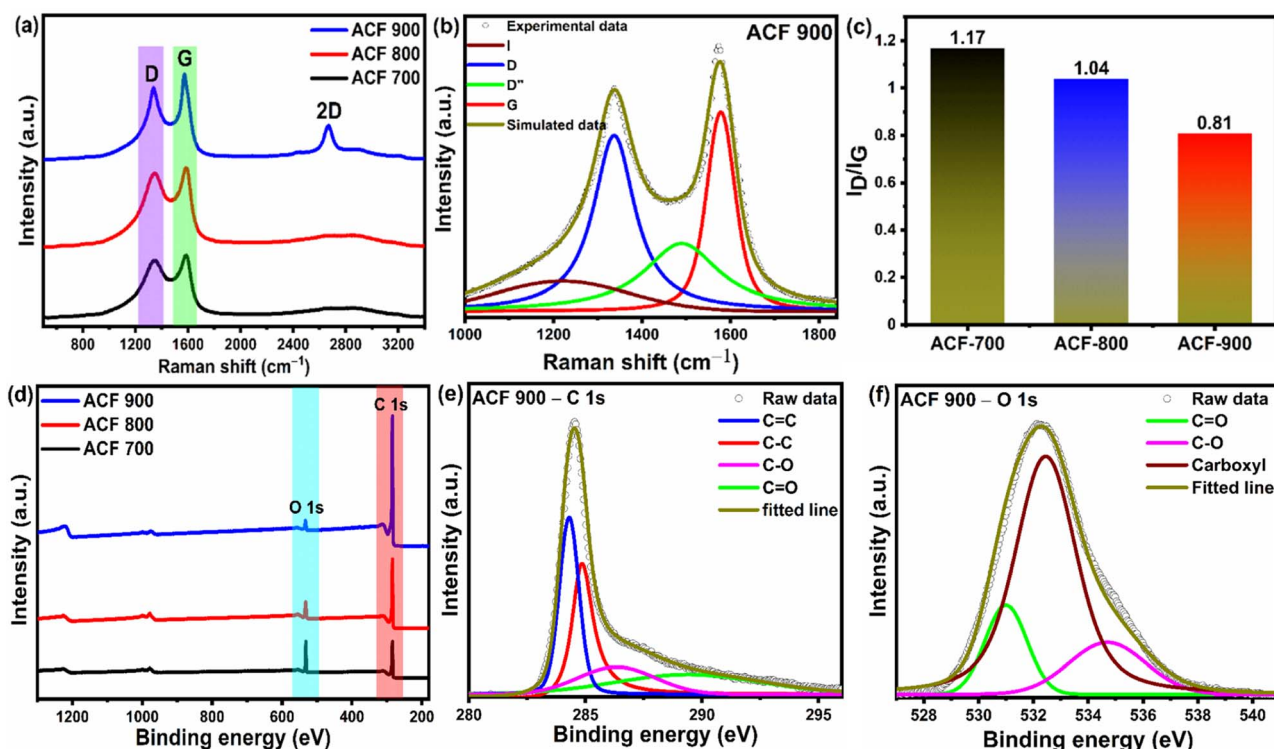 (a)
ACF 900
ACF 800
ACF 700
D
G
2D
Intensity (a.u.)
800 1200 1600 2000 2400 2800 3200
Raman shift (cm−1)
(b)
ACF 900
Experimental data
I
D
D"
G
Simulated data
Intensity (a.u.)
1000 1200 1400 1600 1800
Raman shift (cm−1)
(c)
1.17
1.04
0.81
ID/IG
1.2
1
0.8
0.6
0.4
0.2
0
ACF-700 ACF-800 ACF-900
(d)
ACF 900
ACF 800
ACF 700
C 1s
O 1s
Intensity (a.u.)
1200 1000 800 600 400 200
Binding energy (eV)
(e)
ACF 900 – C 1s
Raw data
C=C
C-C
C-O
C=O
fitted line
Intensity (a.u.)
280 285 290 295
Binding energy (eV)
(f)
ACF 900 – O 1s
Raw data
C=O
C-O
Carboxyl
Fitted line
Intensity (a.u.)
528 530 532 534 536 538 540
Binding energy (eV)